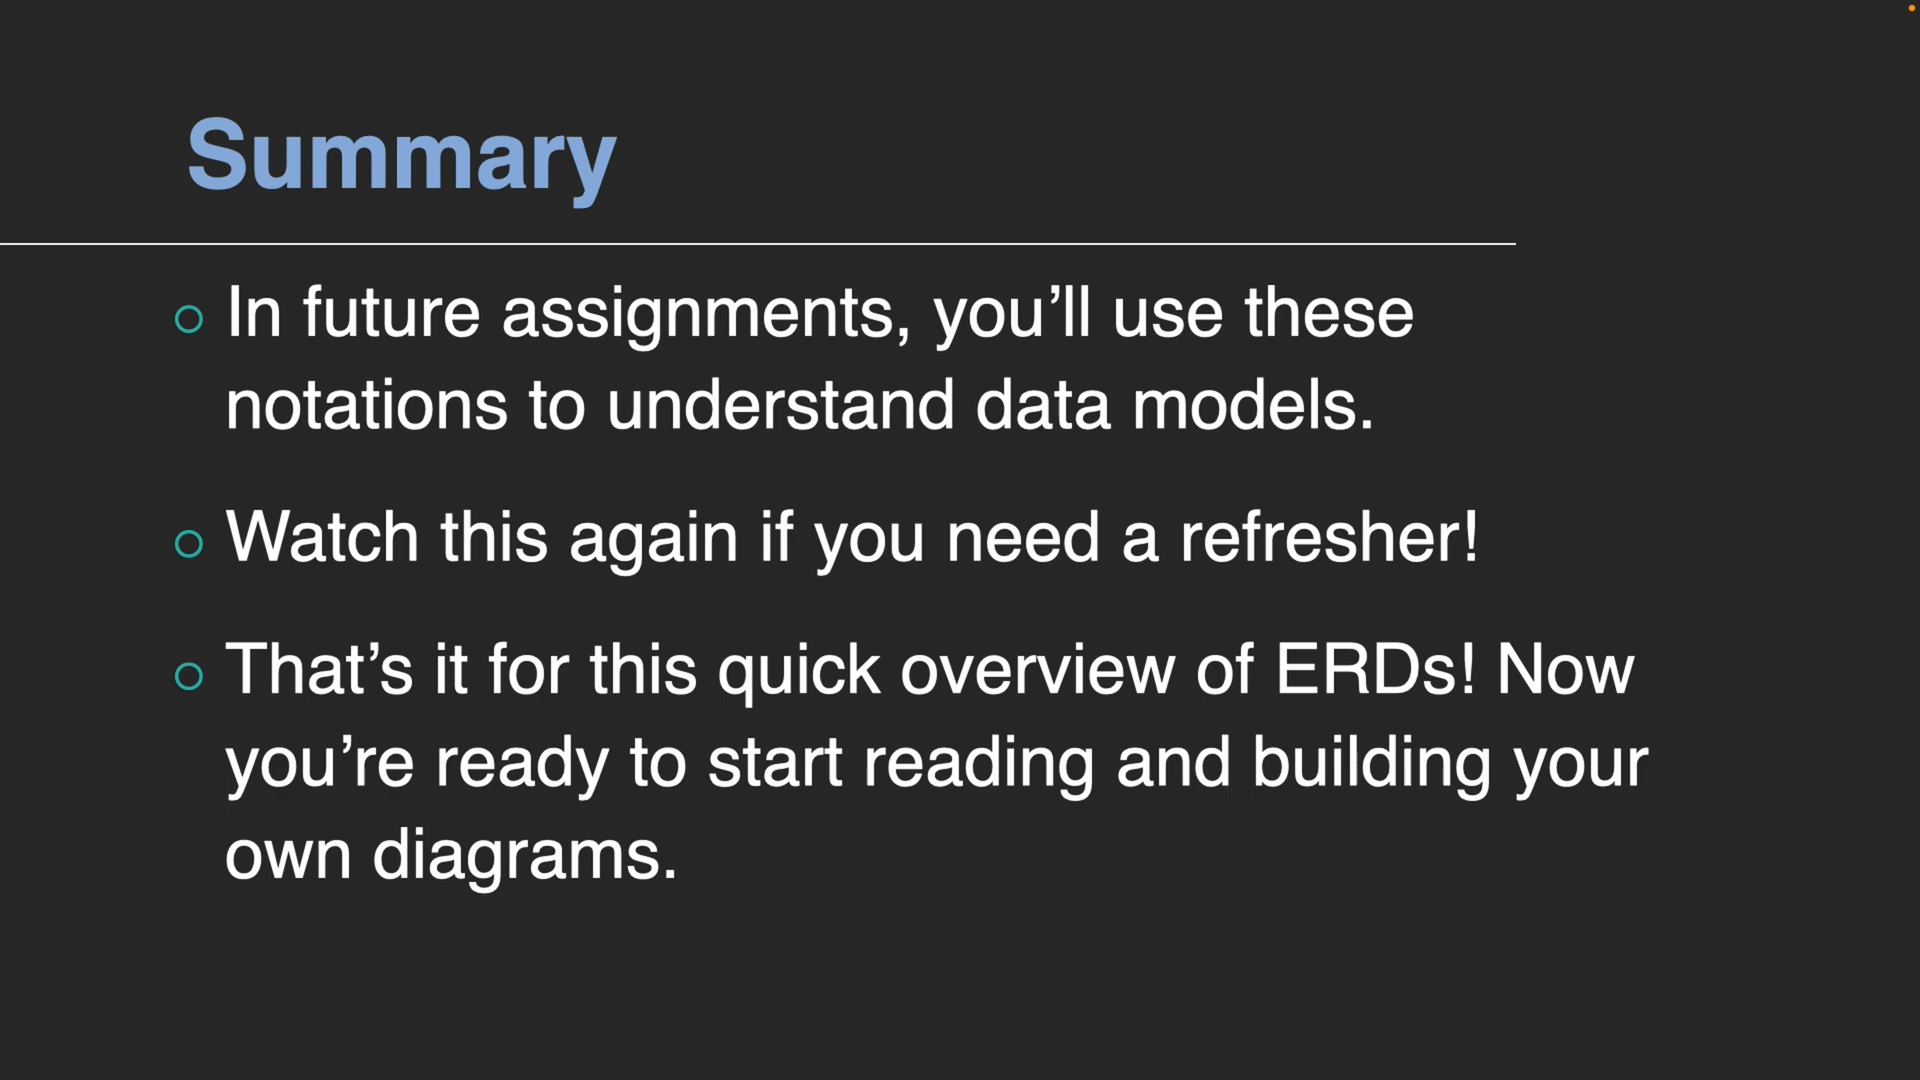 Summary
In future assignments, you’ll use these
notations to understand data models.
Watch this again if you need a refresher!
That’s it for this quick overview of ERDs! Now
you’re ready to start reading and building your
own diagrams.